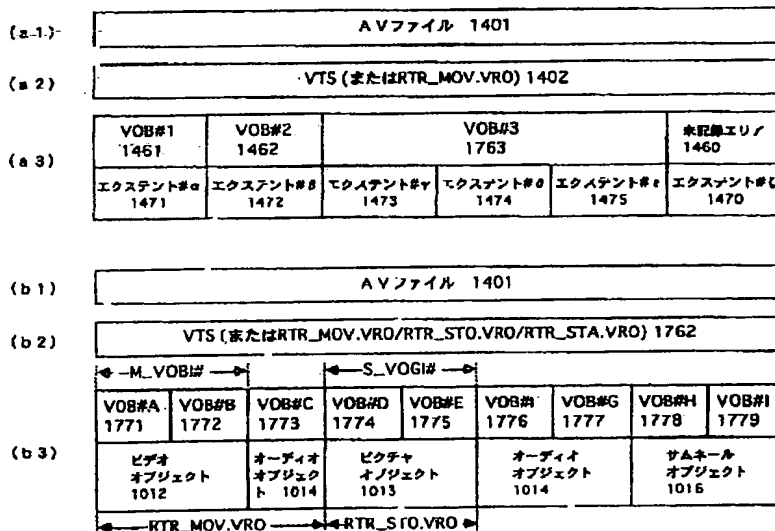 (a1) AVファイル 1401
(a2) VTS (またはRTR_MOV.VRO) 1402
(a3)
VOB#1 1461
VOB#2 1462
VOB#3 1763
未記録エリア 1460
エクステント#α 1471
エクステント#β 1472
エクステント#γ 1473
エクステント#δ 1474
エクステント#ε 1475
エクステント#ζ 1470
(b1) AVファイル 1401
(b2) VTS (またはRTR_MOV.VRO/RTR_STO.VRO/RTR_STA.VRO) 1762
M_VOBI#
S_VOGI#
(b3)
VOB#A 1771
VOB#B 1772
VOB#C 1773
VOB#D 1774
VOB#E 1775
1776
VOB#G 1777
VOB#H 1778
VOB#I 1779
ビデオ
オブジェクト
1012
オーディオ
オブジェク
ト 1014
ピクチャ
オブジェクト
1013
オーディオ
オブジェクト
1014
サムネール
オブジェクト
1016
RTR_MOV.VRO
RTR_STO.VRO